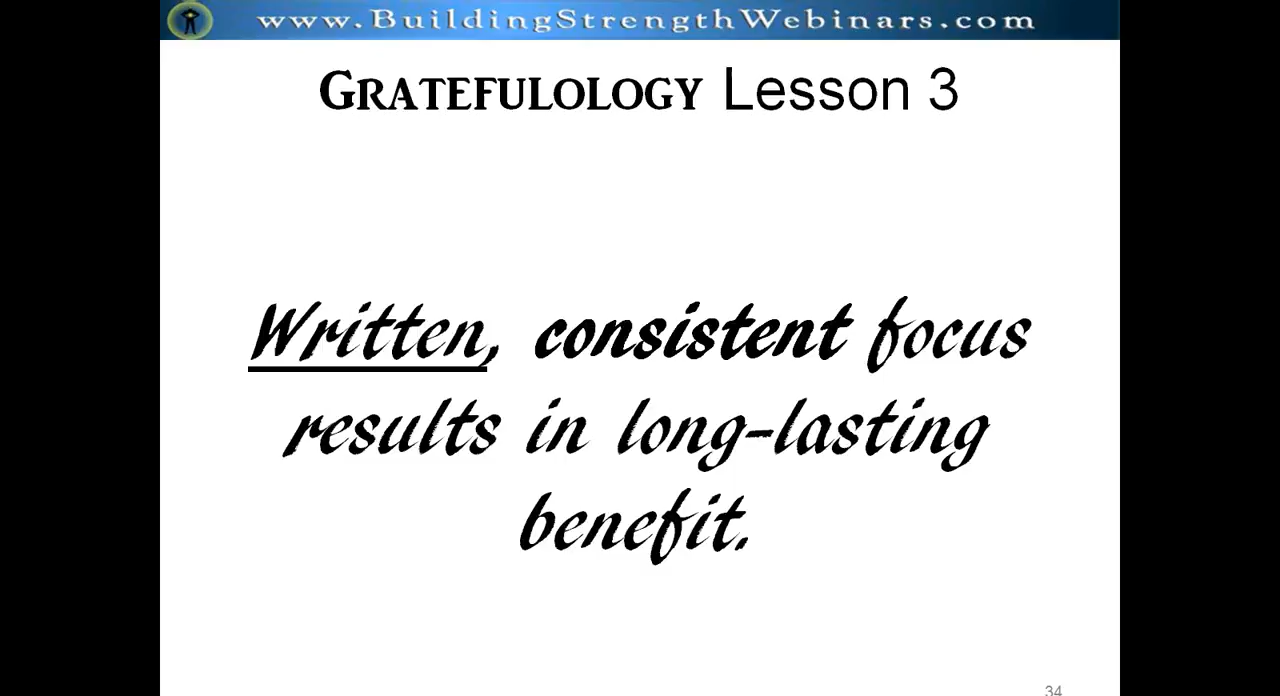 www.BuildingStrengthWebinars.com
GRATEFULOLOGY Lesson 3
Written, consistent focus
results in long-lasting
benefit.
34